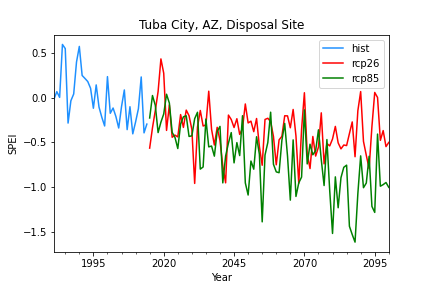 Tuba City, AZ, Disposal Site
hist
rcp26
rcp85
0.5
0.0
−0.5
−1.0
−1.5
SPEI
1995 2020 2045 2070 2095
Year